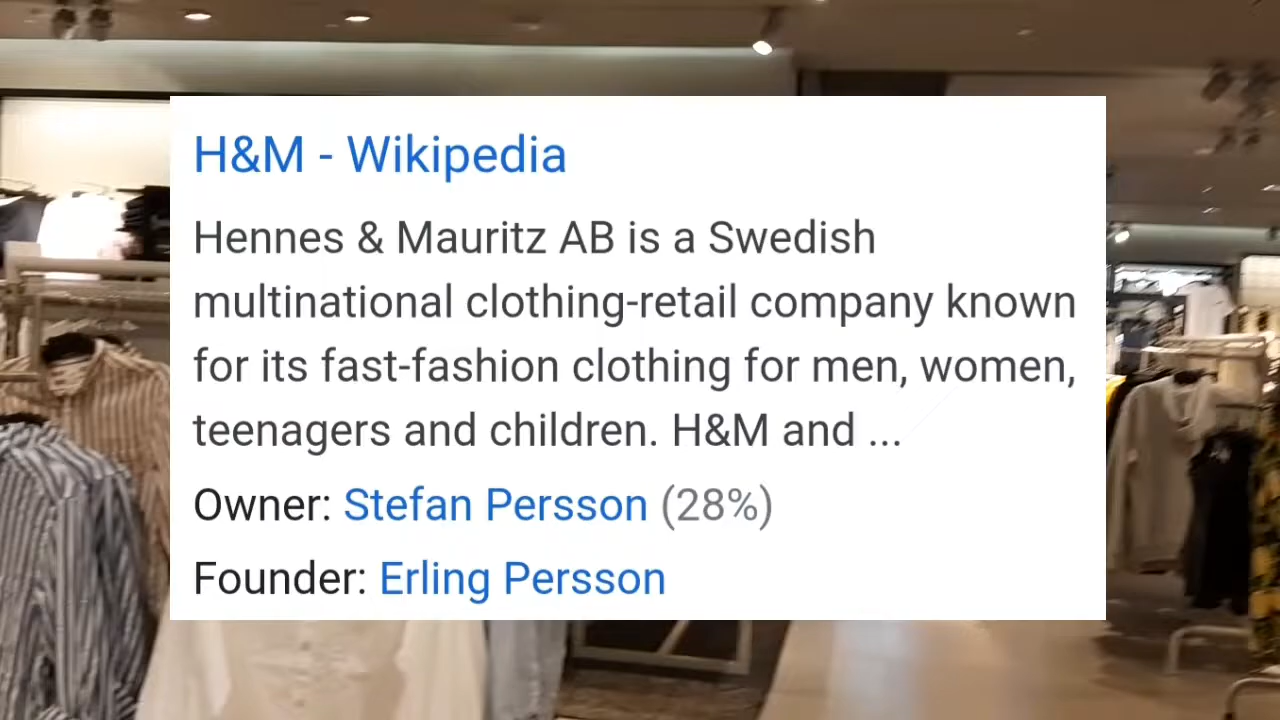 H&M - Wikipedia
Hennes & Mauritz AB is a Swedish
multinational clothing-retail company known
for its fast-fashion clothing for men, women,
teenagers and children. H&M and ...
Owner: Stefan Persson (28%)
Founder: Erling Persson